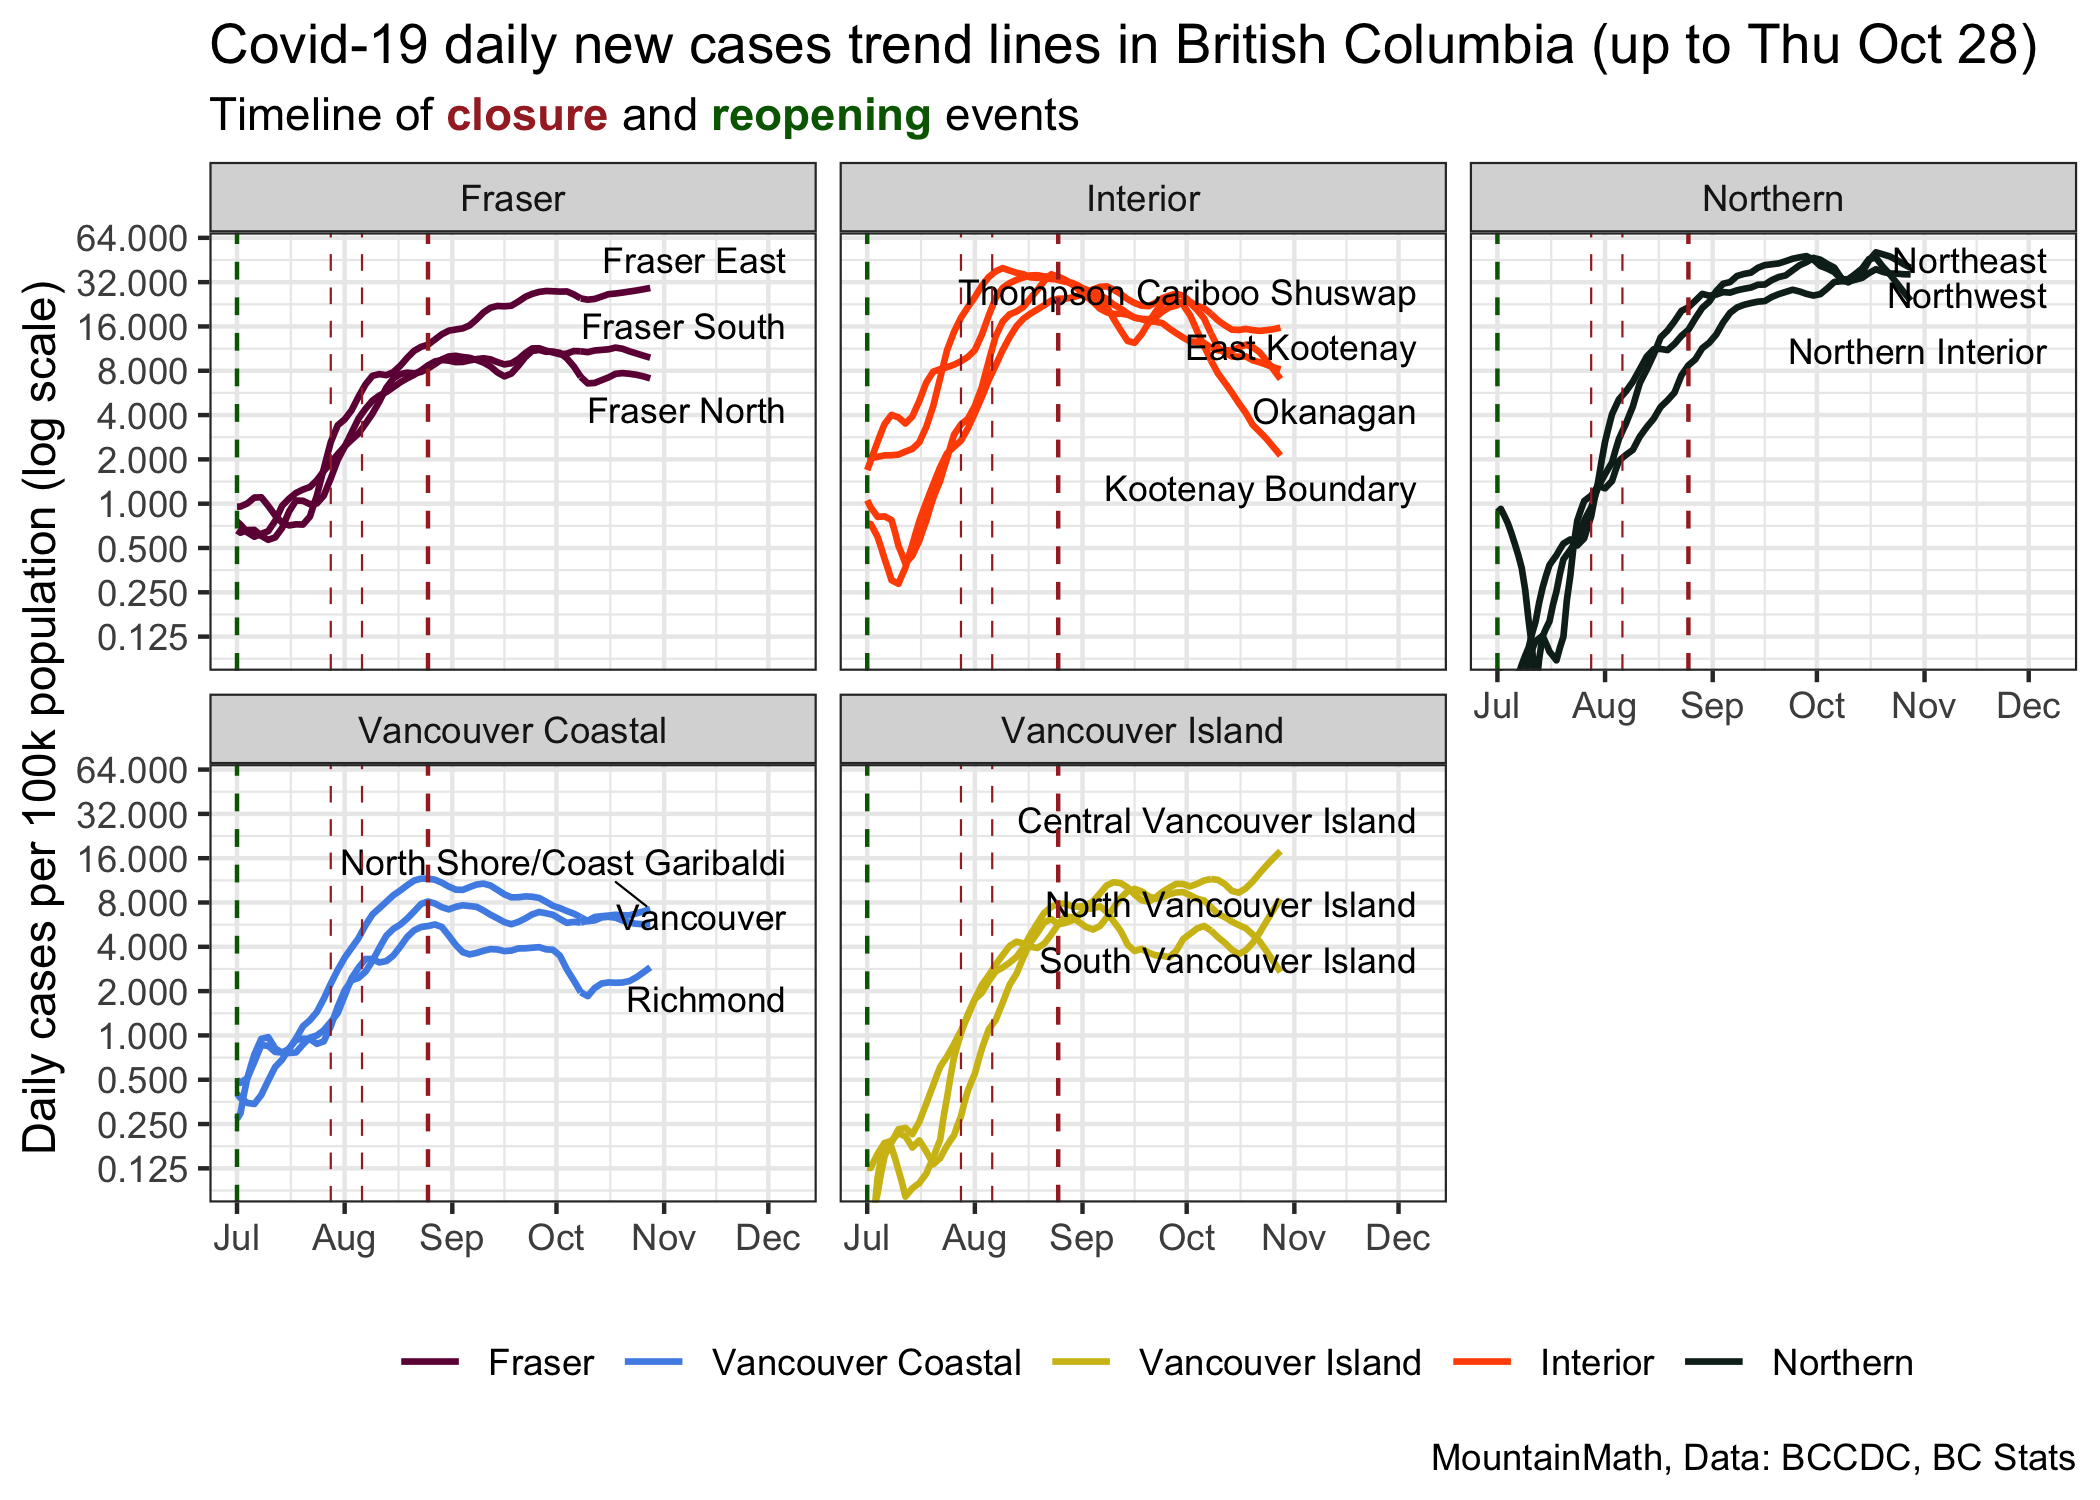 Covid-19 daily new cases trend lines in British Columbia (up to Thu Oct 28)
Timeline of closure and reopening events
Daily cases per 100k population (log scale)
Fraser
64.000
32.000
16.000
8.000
4.000
2.000
1.000
0.500
0.250
0.125
Fraser East
Fraser South
Fraser North
Interior
Thompson Cariboo Shuswap
East Kootenay
Okanagan
Kootenay Boundary
Northern
Northeast
Northwest
Northern Interior
Jul Aug Sep Oct Nov Dec
Vancouver Coastal
64.000
32.000
16.000
8.000
4.000
2.000
1.000
0.500
0.250
0.125
North Shore/Coast Garibaldi
Vancouver
Richmond
Jul Aug Sep Oct Nov Dec
Vancouver Island
Central Vancouver Island
North Vancouver Island
South Vancouver Island
Jul Aug Sep Oct Nov Dec
Fraser Vancouver Coastal Vancouver Island Interior Northern
MountainMath, Data: BCCDC, BC Stats